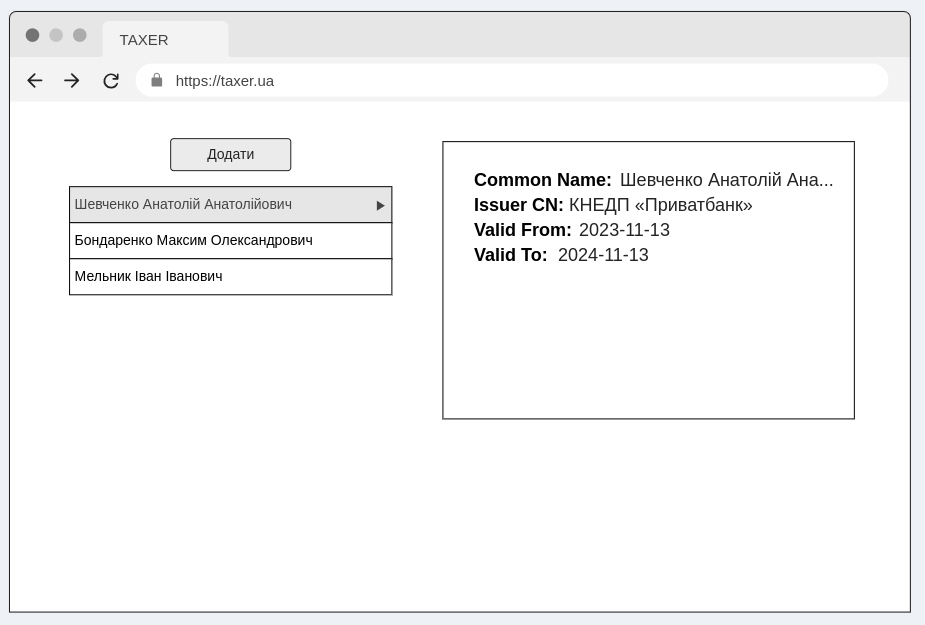 TAXER
https://taxer.ua
Додати
Шевченко Анатолій Анатолійович
Бондаренко Максим Олександрович
Мельник Іван Іванович
Common Name: Шевченко Анатолій Ана...
Issuer CN: КНЕДП «Приватбанк»
Valid From: 2023-11-13
Valid To: 2024-11-13